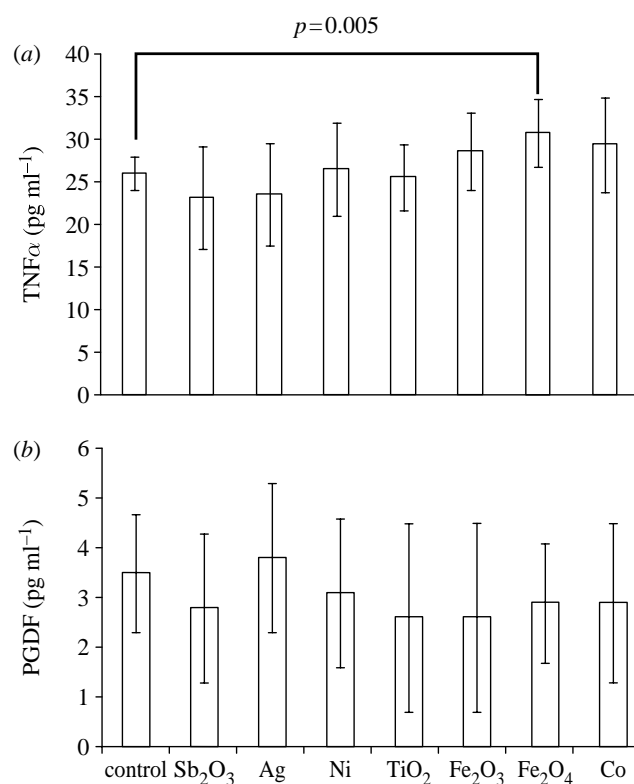 p=0.005
(a)
40
35
30
25
20
15
10
5
0
TNFα (pg ml⁻¹)
(b)
6
5
4
3
2
1
0
PGDF (pg ml⁻¹)
control Sb₂O₃ Ag Ni TiO₂ Fe₂O₃ Fe₂O₄ Co